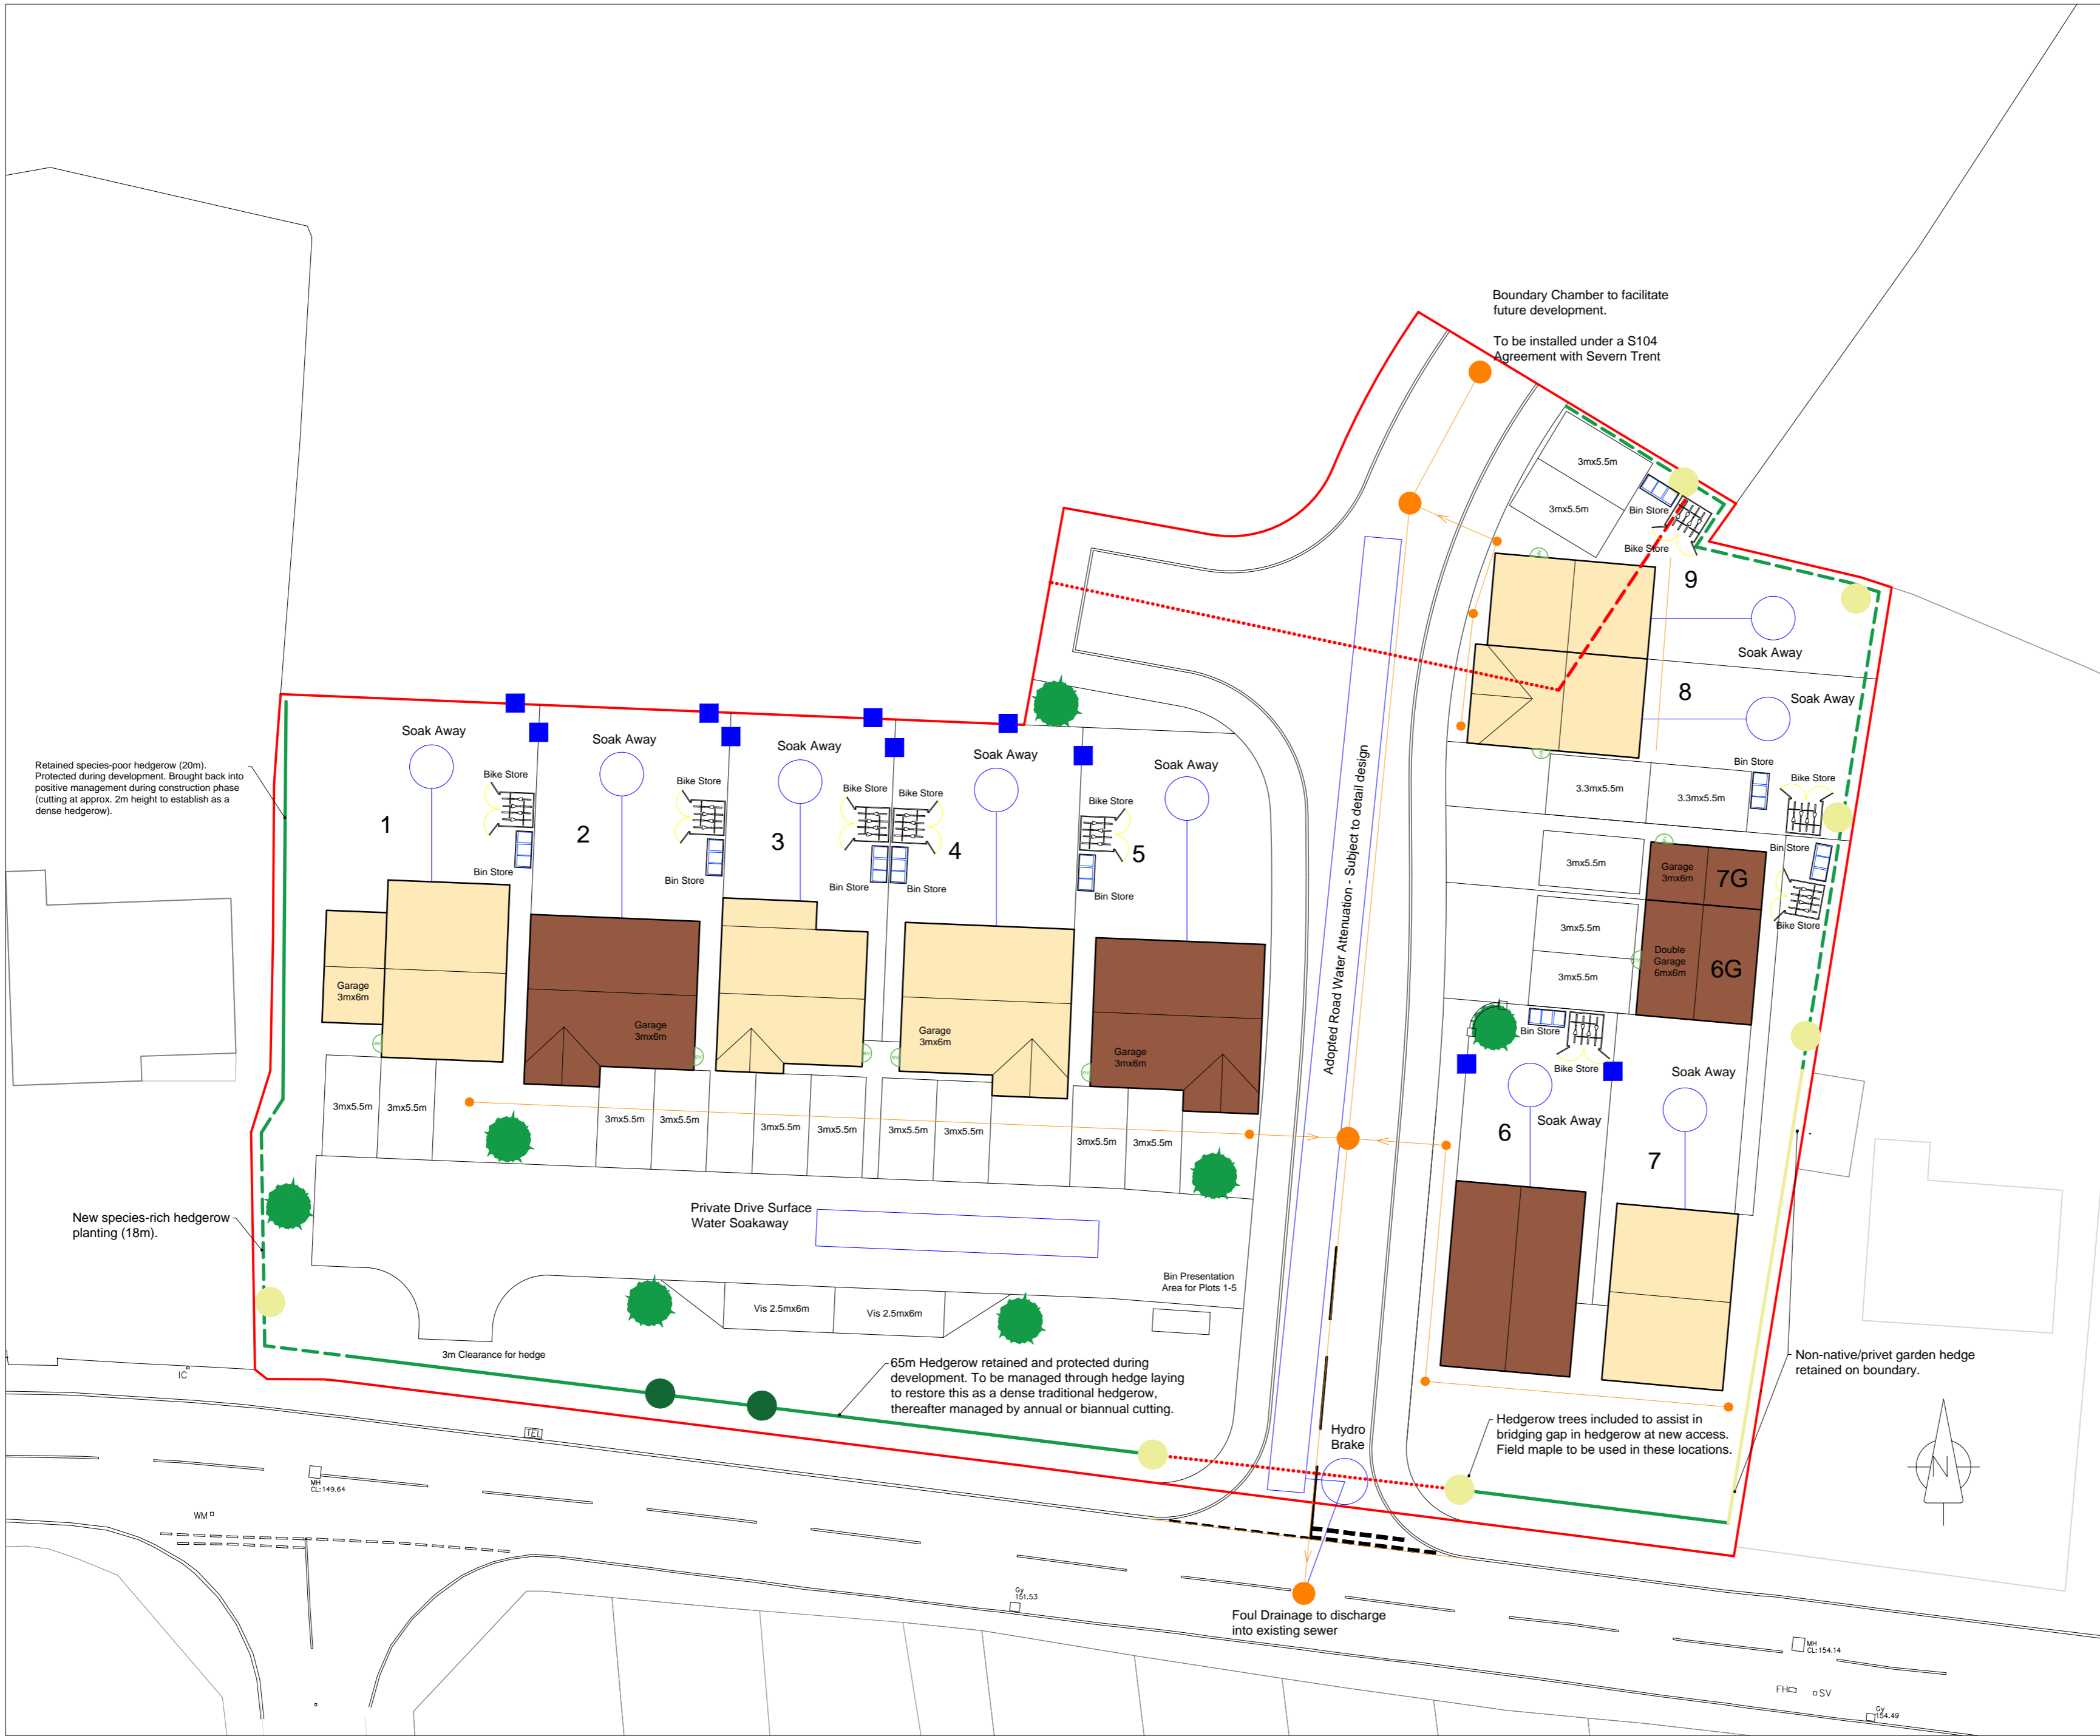 Boundary Chamber to facilitate
future development.
To be installed under a S104
Agreement with Severn Trent
3mx5.5m
3mx5.5m
Bin Store
Bike Store
9
Soak Away
8
Soak Away
Retained species-poor hedgerow (20m).
Protected during development. Brought back into
positive management during construction phase
(cutting at approx. 2m height to establish as a
dense hedgerow).
Soak Away
Soak Away
Soak Away
Soak Away
Soak Away
Bike Store
Bike Store
Bike Store
Bike Store
Bike Store
1
2
3
4
5
Bin Store
Bin Store
Bin Store
Bin Store
Bin Store
Adopted Road Water Attenuation - Subject to detail design
3.3mx5.5m
3.3mx5.5m
Bin Store
Bike Store
3mx5.5m
Garage
3mx6m
7G
Bin Store
Bike Store
3mx5.5m
3mx5.5m
Double
Garage
6mx6m
6G
Garage
3mx6m
Garage
3mx6m
Garage
3mx6m
Garage
3mx6m
Bin Store
Bike Store
Soak Away
Soak Away
6
7
3mx5.5m
3mx5.5m
3mx5.5m
3mx5.5m
3mx5.5m
3mx5.5m
3mx5.5m
3mx5.5m
3mx5.5m
3mx5.5m
New species-rich hedgerow
planting (18m).
Private Drive Surface
Water Soakaway
Bin Presentation
Area for Plots 1-5
Vis 2.5mx6m
Vis 2.5mx6m
3m Clearance for hedge
65m Hedgerow retained and protected during
development. To be managed through hedge laying
to restore this as a dense traditional hedgerow,
thereafter managed by annual or biannual cutting.
Non-native/privet garden hedge
retained on boundary.
Hedgerow trees included to assist in
bridging gap in hedgerow at new access.
Field maple to be used in these locations.
Hydro
Brake
N
IC
TEL
MH
CL:149.64
WM
Gy
151.53
Foul Drainage to discharge
into existing sewer
MH
CL:154.14
FH
SV
Gy
154.49